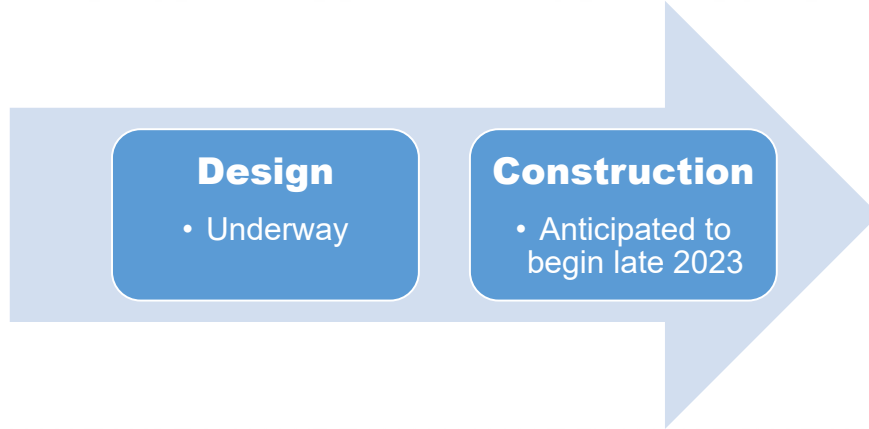 Design
• Underway
Construction
• Anticipated to
begin late 2023